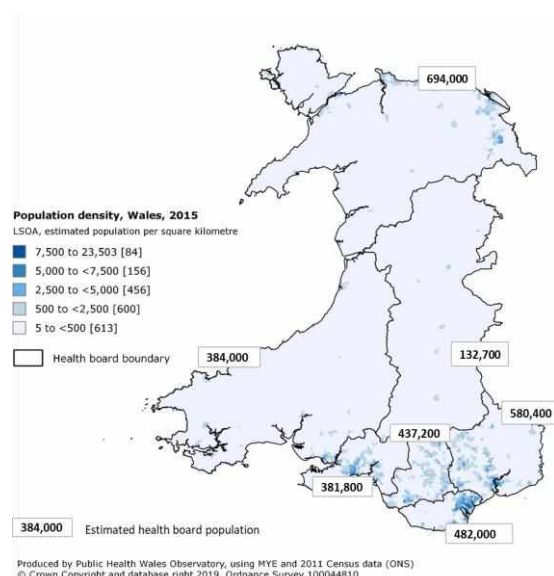 694,000
Population density, Wales, 2015
LSOA, estimated population per square kilometre
7,500 to 23,503 [84]
5,000 to <7,500 [156]
2,500 to <5,000 [456]
500 to <2,500 [600]
5 to <500 [613]
Health board boundary
384,000
132,700
580,400
437,200
381,800
482,000
384,000 Estimated health board population
Produced by Public Health Wales Observatory, using MYE and 2011 Census data (ONS)
© Crown Copyright and database right 2019, Ordnance Survey 100044810